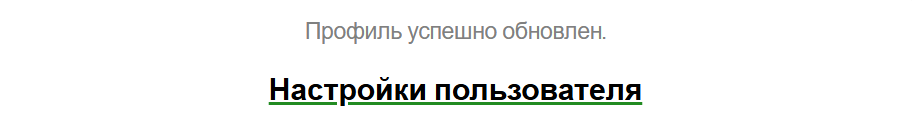 Профиль успешно обновлен.
Настройки пользователя